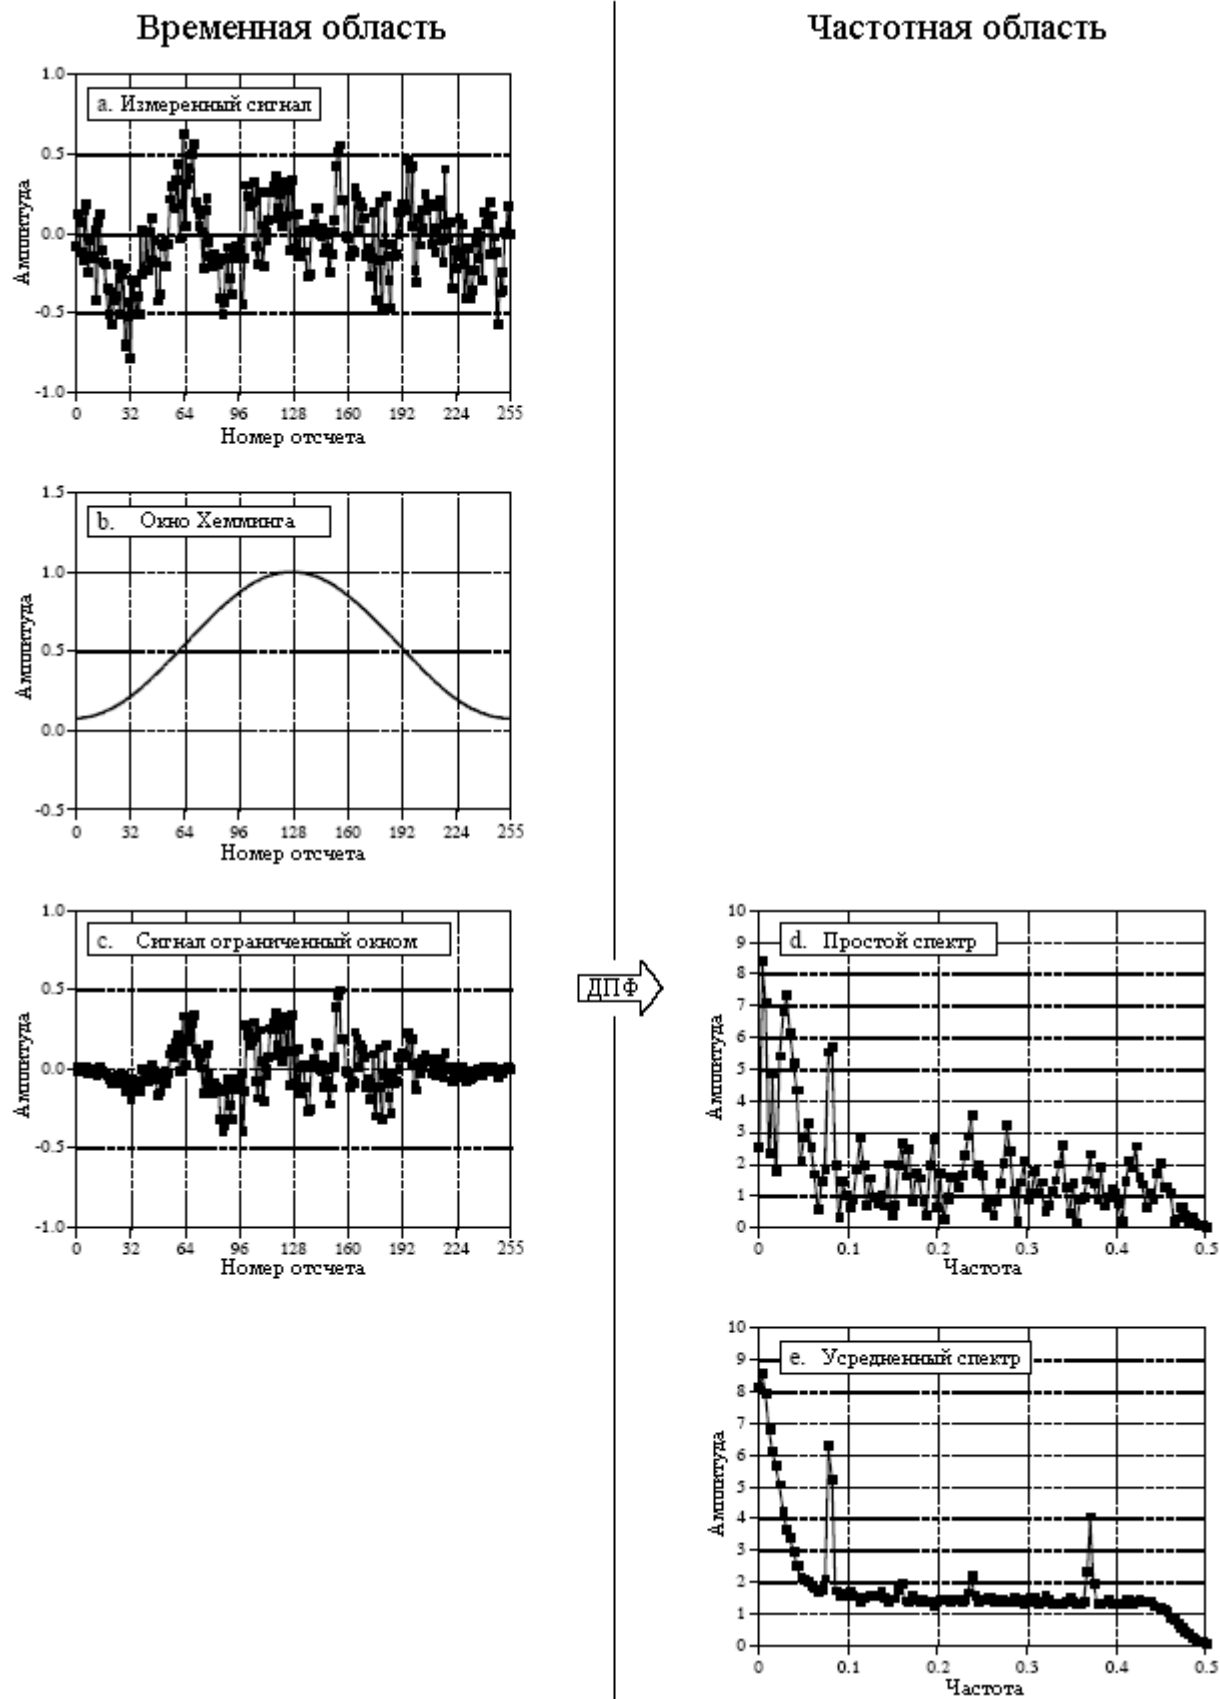 Временная область
Частотная область
1.0
a. Измеренный сигнал
0.5
0.0
-0.5
-1.0
Амплитуда
0 32 64 96 128 160 192 224 255
Номер отсчета
1.5
b. Окно Хемминга
1.0
0.5
0.0
-0.5
Амплитуда
0 32 64 96 128 160 192 224 255
Номер отсчета
1.0
c. Сигнал ограниченный окном
0.5
0.0
-0.5
-1.0
Амплитуда
0 32 64 96 128 160 192 224 255
Номер отсчета
ДПФ
10
9
d. Простой спектр
8
7
6
5
4
3
2
1
0
Амплитуда
0 0.1 0.2 0.3 0.4 0.5
Частота
10
9
e. Усредненный спектр
8
7
6
5
4
3
2
1
0
Амплитуда
0 0.1 0.2 0.3 0.4 0.5
Частота